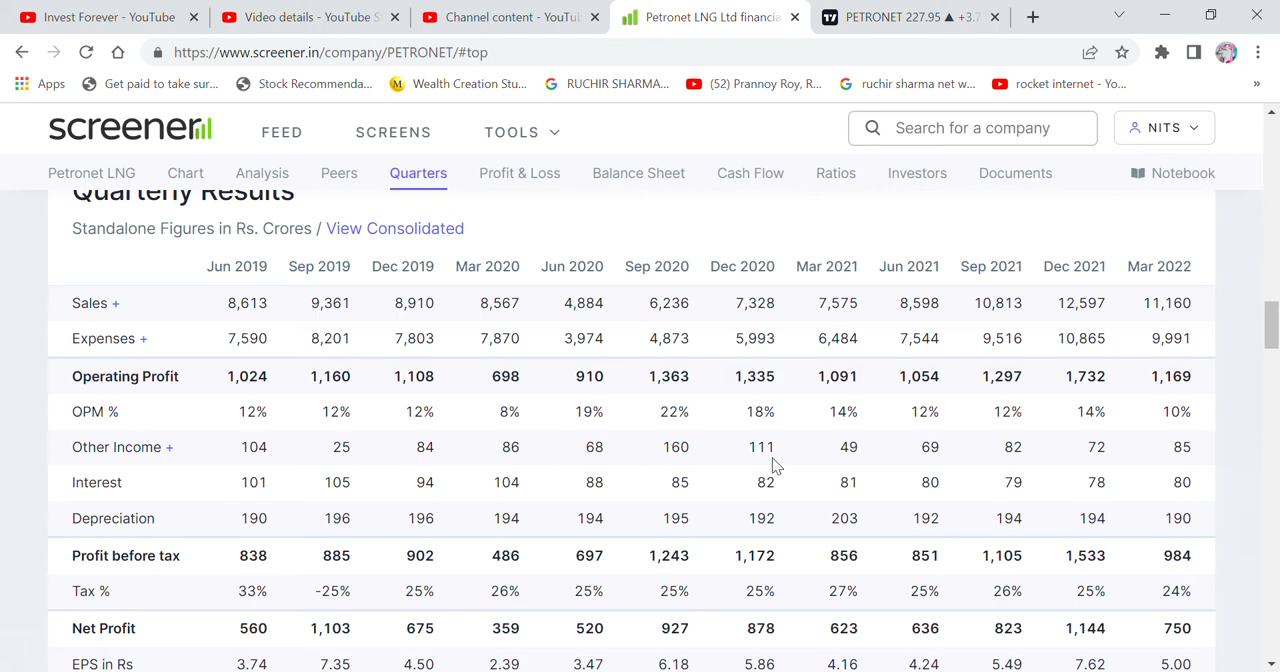 Invest Forever - YouTube
Video details - YouTube S
Channel content - YouTu
Petronet LNG Ltd financia
PETRONET 227.95 ▲ +3.7
https://www.screener.in/company/PETRONET/#top
Apps
Get paid to take sur...
Stock Recommenda...
Wealth Creation Stu...
RUCHIR SHARMA...
(52) Prannoy Roy, R...
ruchir sharma net w...
rocket internet - Yo...
»
screener
FEED
SCREENS
TOOLS
Search for a company
NITS
Petronet LNG Chart Analysis Peers Quarters Profit & Loss Balance Sheet Cash Flow Ratios Investors Documents Notebook
Quarterly Results
Standalone Figures in Rs. Crores / View Consolidated
Jun 2019 Sep 2019 Dec 2019 Mar 2020 Jun 2020 Sep 2020 Dec 2020 Mar 2021 Jun 2021 Sep 2021 Dec 2021 Mar 2022
Sales + 8,613 9,361 8,910 8,567 4,884 6,236 7,328 7,575 8,598 10,813 12,597 11,160
Expenses + 7,590 8,201 7,803 7,870 3,974 4,873 5,993 6,484 7,544 9,516 10,865 9,991
Operating Profit 1,024 1,160 1,108 698 910 1,363 1,335 1,091 1,054 1,297 1,732 1,169
OPM % 12% 12% 12% 8% 19% 22% 18% 14% 12% 12% 14% 10%
Other Income + 104 25 84 86 68 160 111 49 69 82 72 85
Interest 101 105 94 104 88 85 82 81 80 79 78 80
Depreciation 190 196 196 194 194 195 192 203 192 194 194 190
Profit before tax 838 885 902 486 697 1,243 1,172 856 851 1,105 1,533 984
Tax % 33% -25% 25% 26% 25% 25% 25% 27% 25% 26% 25% 24%
Net Profit 560 1,103 675 359 520 927 878 623 636 823 1,144 750
EPS in Rs 3.74 7.35 4.50 2.39 3.47 6.18 5.86 4.16 4.24 5.49 7.62 5.00